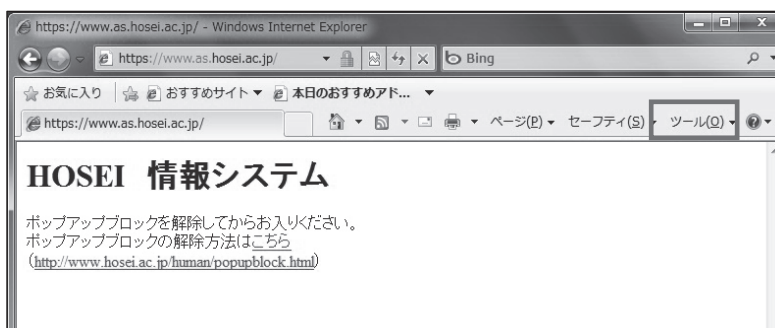 https://www.as.hosei.ac.jp/ - Windows Internet Explorer
https://www.as.hosei.ac.jp/ Bing
お気に入り おすすめサイト ▼ 本日のおすすめアド... ▼
https://www.as.hosei.ac.jp/ ページ(P) ▼ セーフティ(S) ツール(O) ▼
HOSEI 情報システム
ポップアップブロックを解除してからお入りください。
ポップアップブロックの解除方法はこちら
(http://www.hosei.ac.jp/human/popupblock.html)